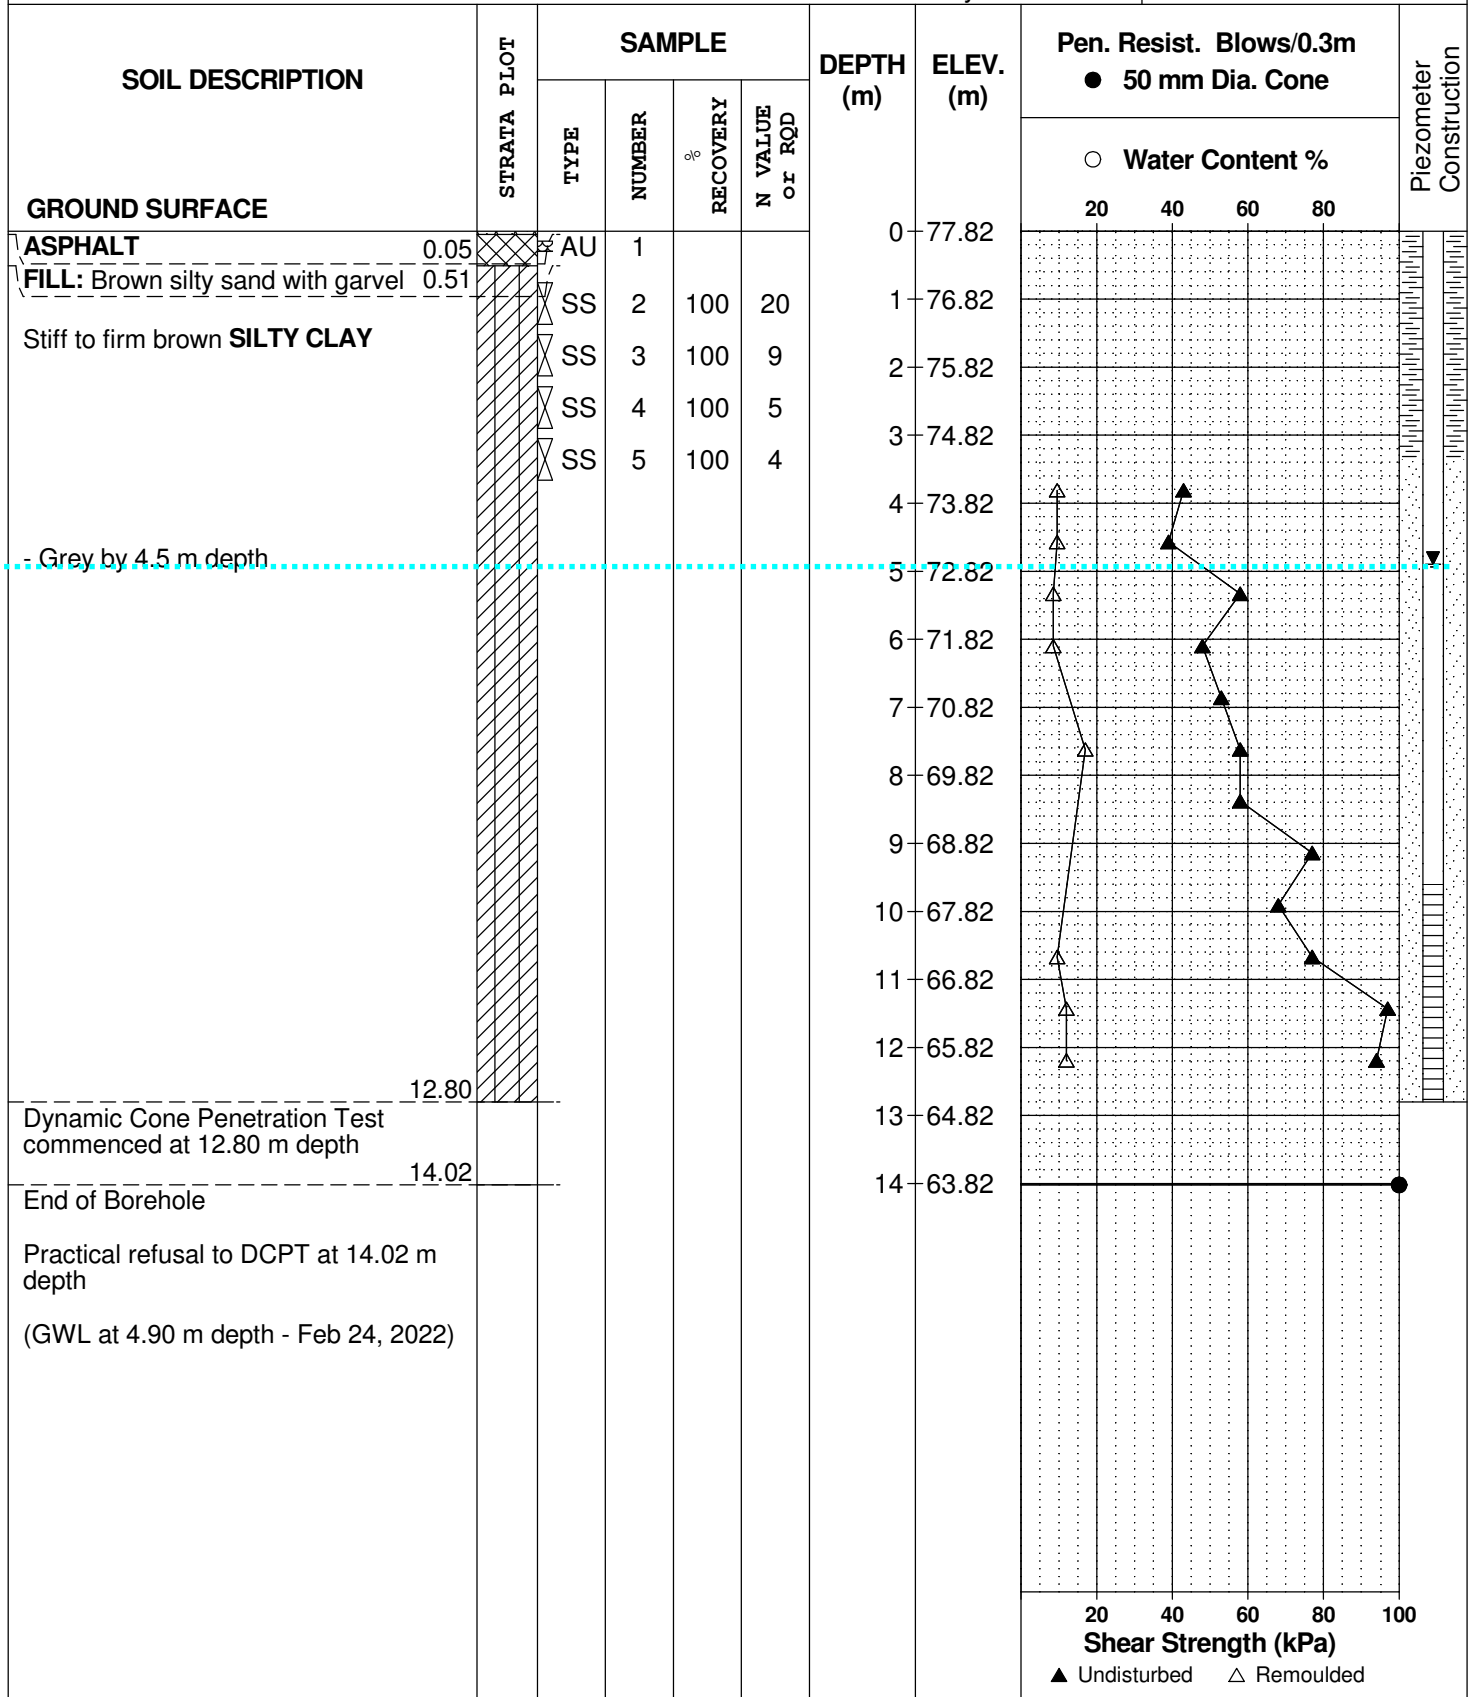 SOIL DESCRIPTION
GROUND SURFACE
STRATA PLOT
SAMPLE
TYPE
NUMBER
%
RECOVERY
N VALUE
or RQD
DEPTH
(m)
ELEV.
(m)
Pen. Resist. Blows/0.3m
● 50 mm Dia. Cone
○ Water Content %
20 40 60 80
Piezometer
Construction
ASPHALT 0.05
FILL: Brown silty sand with garvel 0.51
Stiff to firm brown SILTY CLAY
- Grey by 4.5 m depth
12.80
Dynamic Cone Penetration Test
commenced at 12.80 m depth
14.02
End of Borehole
Practical refusal to DCPT at 14.02 m
depth
(GWL at 4.90 m depth - Feb 24, 2022)
AU 1
SS 2 100 20
SS 3 100 9
SS 4 100 5
SS 5 100 4
0 77.82
1 76.82
2 75.82
3 74.82
4 73.82
5 72.82
6 71.82
7 70.82
8 69.82
9 68.82
10 67.82
11 66.82
12 65.82
13 64.82
14 63.82
20 40 60 80 100
Shear Strength (kPa)
▲ Undisturbed △ Remoulded